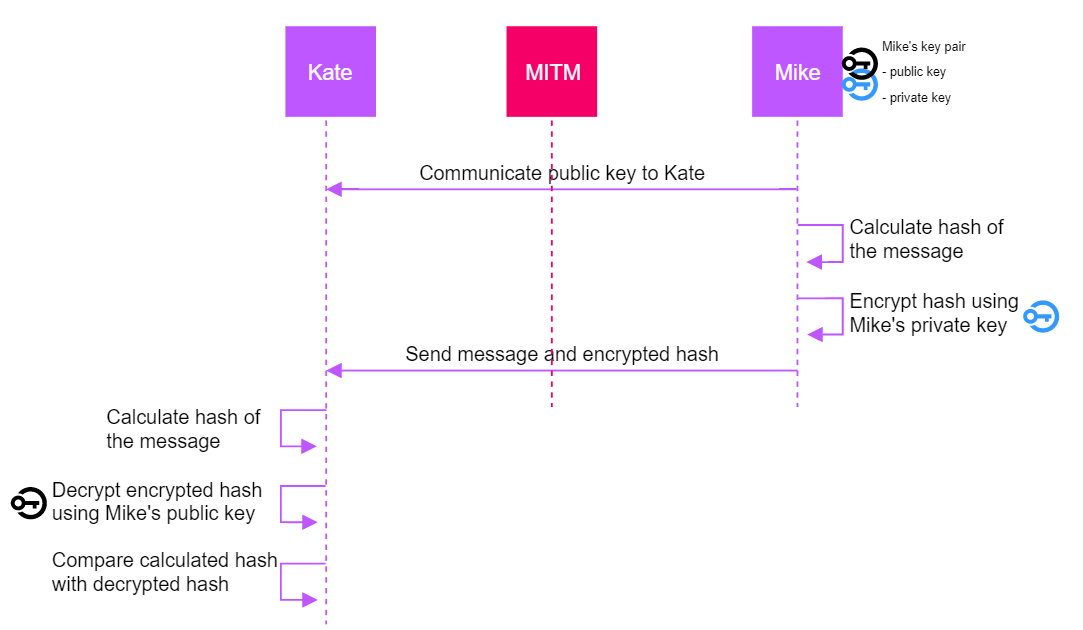 Kate
MITM
Mike
Mike's key pair
- public key
- private key
Communicate public key to Kate
Calculate hash of
the message
Encrypt hash using
Mike's private key
Send message and encrypted hash
Calculate hash of
the message
Decrypt encrypted hash
using Mike's public key
Compare calculated hash
with decrypted hash